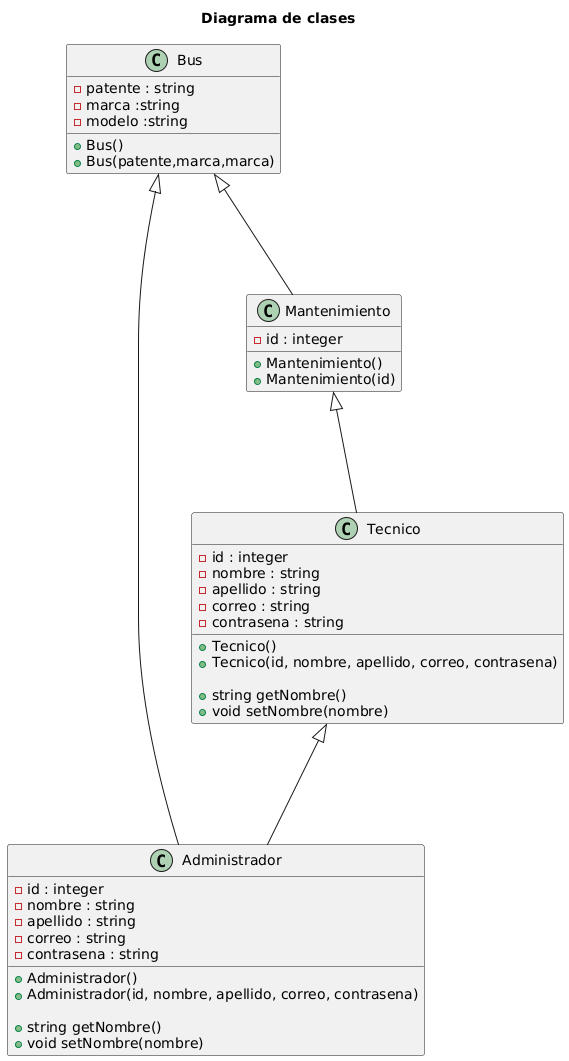 Diagrama de clases
C Bus
patente : string
marca :string
modelo :string
Bus()
Bus(patente,marca,marca)
C Mantenimiento
id : integer
Mantenimiento()
Mantenimiento(id)
C Tecnico
id : integer
nombre : string
apellido : string
correo : string
contrasena : string
Tecnico()
Tecnico(id, nombre, apellido, correo, contrasena)
string getNombre()
void setNombre(nombre)
C Administrador
id : integer
nombre : string
apellido : string
correo : string
contrasena : string
Administrador()
Administrador(id, nombre, apellido, correo, contrasena)
string getNombre()
void setNombre(nombre)